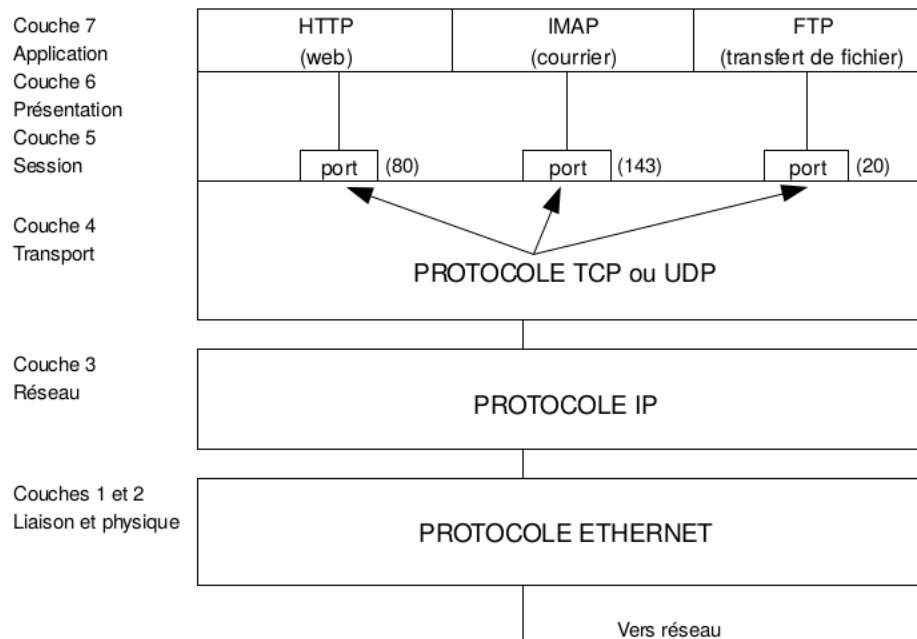 Couche 7
Application
HTTP
(web)
IMAP
(courrier)
FTP
(transfert de fichier)
Couche 6
Présentation
Couche 5
Session
port (80)
port (143)
port (20)
Couche 4
Transport
PROTOCOLE TCP ou UDP
Couche 3
Réseau
PROTOCOLE IP
Couches 1 et 2
Liaison et physique
PROTOCOLE ETHERNET
Vers réseau